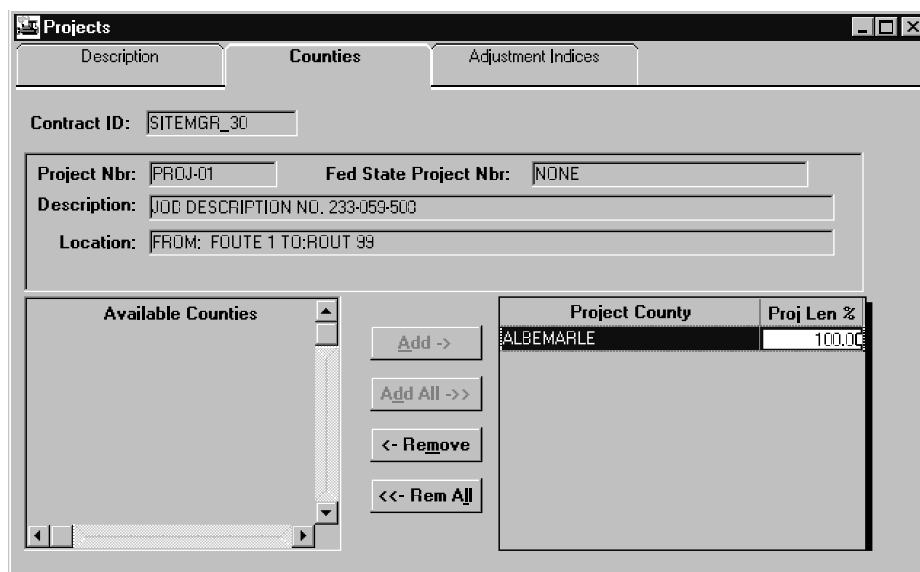 Projects
Description Counties Adjustment Indices
Contract ID: SITEMGR_30
Project Nbr: PROJ-01 Fed State Project Nbr: NONE
Description: JOB DESCRIPTION NO. 233-059-500
Location: FROM: FOUTE 1 TO:ROUT 99
Available Counties
Project County Proj Len %
ALBEMARLE 100.00
Add ->
Add All ->>
<- Remove
<<- Rem All